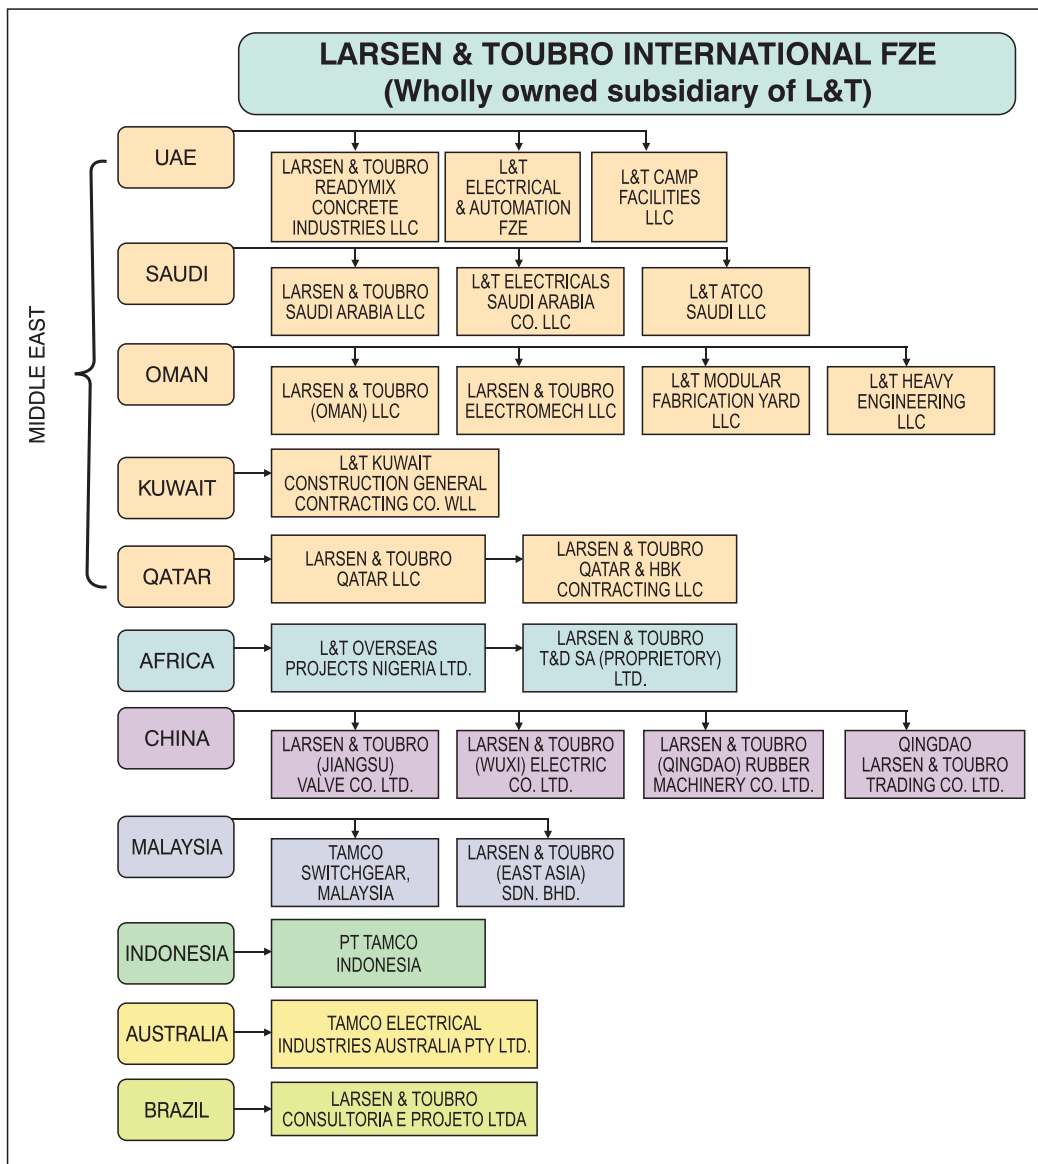 LARSEN & TOUBRO INTERNATIONAL FZE
(Wholly owned subsidiary of L&T)
MIDDLE EAST
UAE
LARSEN & TOUBRO
READYMIX
CONCRETE
INDUSTRIES LLC
L&T
ELECTRICAL
& AUTOMATION
FZE
L&T CAMP
FACILITIES
LLC
SAUDI
LARSEN & TOUBRO
SAUDI ARABIA LLC
L&T ELECTRICALS
SAUDI ARABIA
CO. LLC
L&T ATCO
SAUDI LLC
OMAN
LARSEN & TOUBRO
(OMAN) LLC
LARSEN & TOUBRO
ELECTROMECH LLC
L&T MODULAR
FABRICATION YARD
LLC
L&T HEAVY
ENGINEERING
LLC
KUWAIT
L&T KUWAIT
CONSTRUCTION GENERAL
CONTRACTING CO. WLL
QATAR
LARSEN & TOUBRO
QATAR LLC
LARSEN & TOUBRO
QATAR & HBK
CONTRACTING LLC
AFRICA
L&T OVERSEAS
PROJECTS NIGERIA LTD.
LARSEN & TOUBRO
T&D SA (PROPRIETORY)
LTD.
CHINA
LARSEN & TOUBRO
(JIANGSU)
VALVE CO. LTD.
LARSEN & TOUBRO
(WUXI) ELECTRIC
CO. LTD.
LARSEN & TOUBRO
(QINGDAO) RUBBER
MACHINERY CO. LTD.
QINGDAO
LARSEN & TOUBRO
TRADING CO. LTD.
MALAYSIA
TAMCO
SWITCHGEAR,
MALAYSIA
LARSEN & TOUBRO
(EAST ASIA)
SDN. BHD.
INDONESIA
PT TAMCO
INDONESIA
AUSTRALIA
TAMCO ELECTRICAL
INDUSTRIES AUSTRALIA PTY LTD.
BRAZIL
LARSEN & TOUBRO
CONSULTORIA E PROJETO LTDA